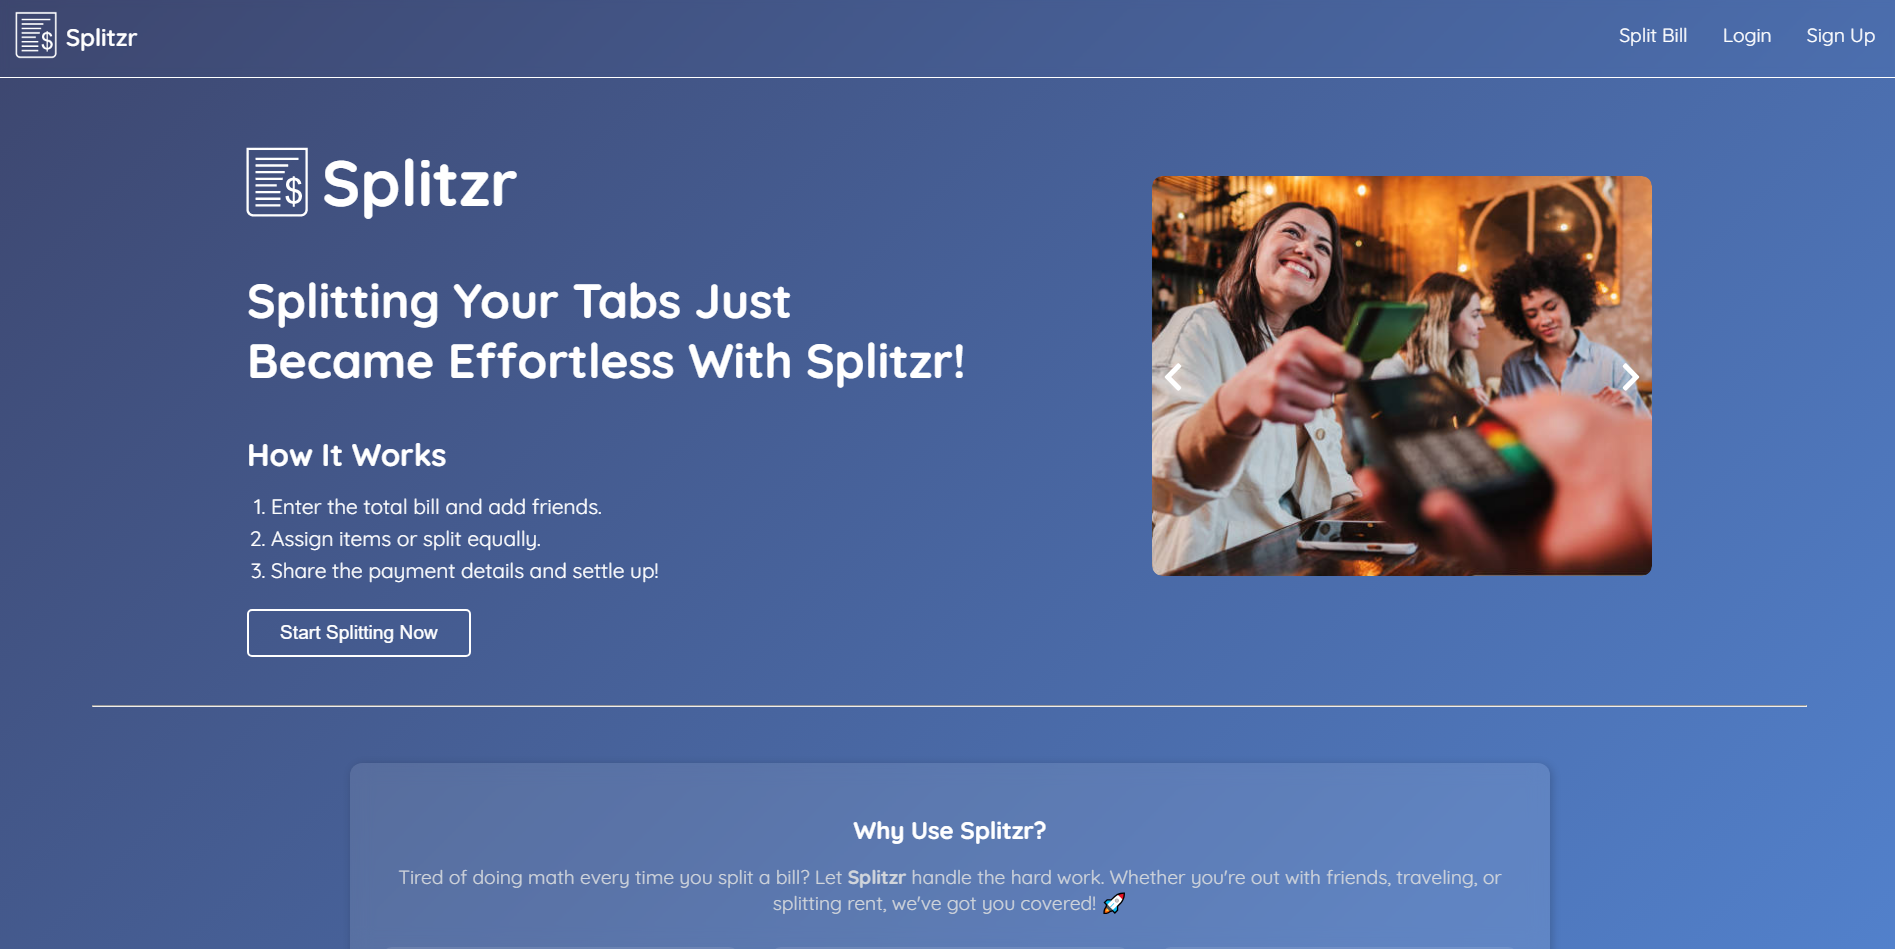 Splitzr
Split Bill Login Sign Up
Splitzr
Splitting Your Tabs Just
Became Effortless With Splitzr!
How It Works
1. Enter the total bill and add friends.
2. Assign items or split equally.
3. Share the payment details and settle up!
Start Splitting Now
Why Use Splitzr?
Tired of doing math every time you split a bill? Let Splitzr handle the hard work. Whether you're out with friends, traveling, or
splitting rent, we've got you covered! 🚀